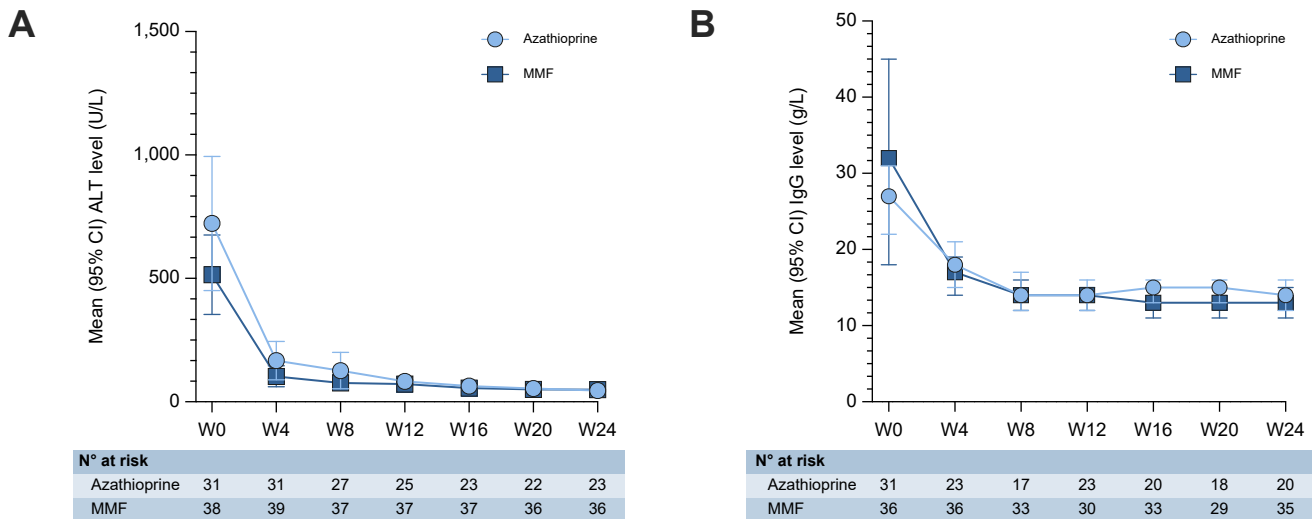 A
Mean (95% CI) ALT level (U/L)
1,500
1,000
500
0
Azathioprine
MMF
W0 W4 W8 W12 W16 W20 W24
N° at risk
Azathioprine 31 31 27 25 23 22 23
MMF 38 39 37 37 37 36 36
B
Mean (95% CI) IgG level (g/L)
50
40
30
20
10
0
Azathioprine
MMF
W0 W4 W8 W12 W16 W20 W24
N° at risk
Azathioprine 31 23 17 23 20 18 20
MMF 36 36 33 30 33 29 35